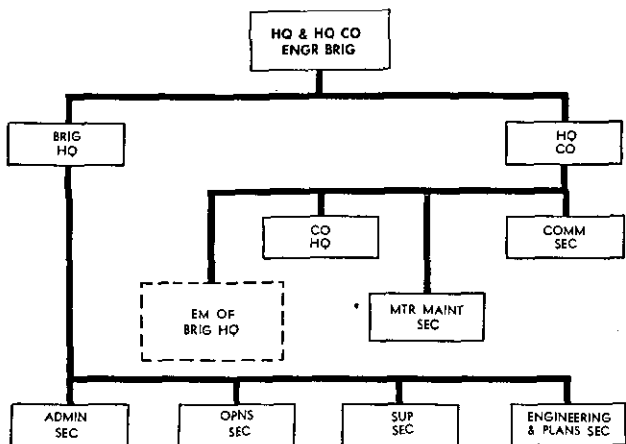 HQ & HQ CO
ENGR BRIG
BRIG
HQ
HQ
CO
CO
HQ
COMM
SEC
EM OF
BRIG HQ
MTR MAINT
SEC
ADMIN
SEC
OPNS
SEC
SUP
SEC
ENGINEERING
& PLANS SEC